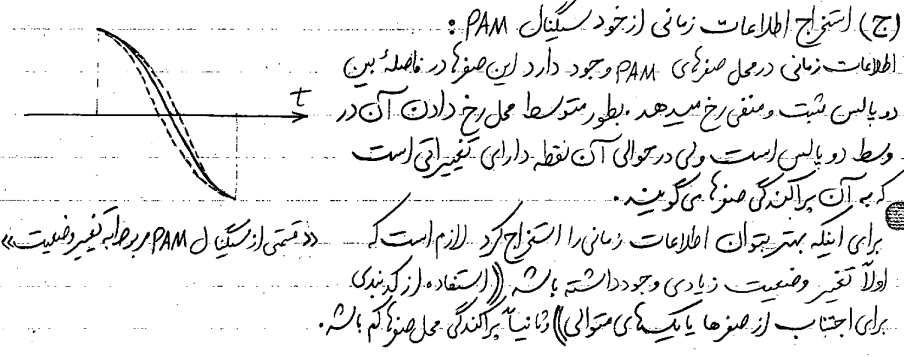 (ج) استخراج اطلاعات زمانی از خود سیگنال PAM :
اطلاعات زمانی در محل صفرهای PAM وجود دارد این صفرها در فاصلهٔ بین
دو پالس مثبت و منفی رخ میدهد. بطور متوسط محل رخ دادن آن در
وسط دو پالس است ولی در حوالی آن نقطه دارای تغییراتی است
که به آن پراکندگی صفرها می‌گویند.
برای اینکه بهتر بتوان اطلاعات زمانی را استخراج کرد لازم است که
اولاً تغییر وضعیت زیادی وجود داشته باشد ((استفاده از کدبندی
برای اجتناب از صفرها یا یک‌های متوالی)) ثانیاً پراکندگی محل صفرها کم باشد.
t
«قسمتی از سیگنال PAM مربوط به تغییر وضعیت»